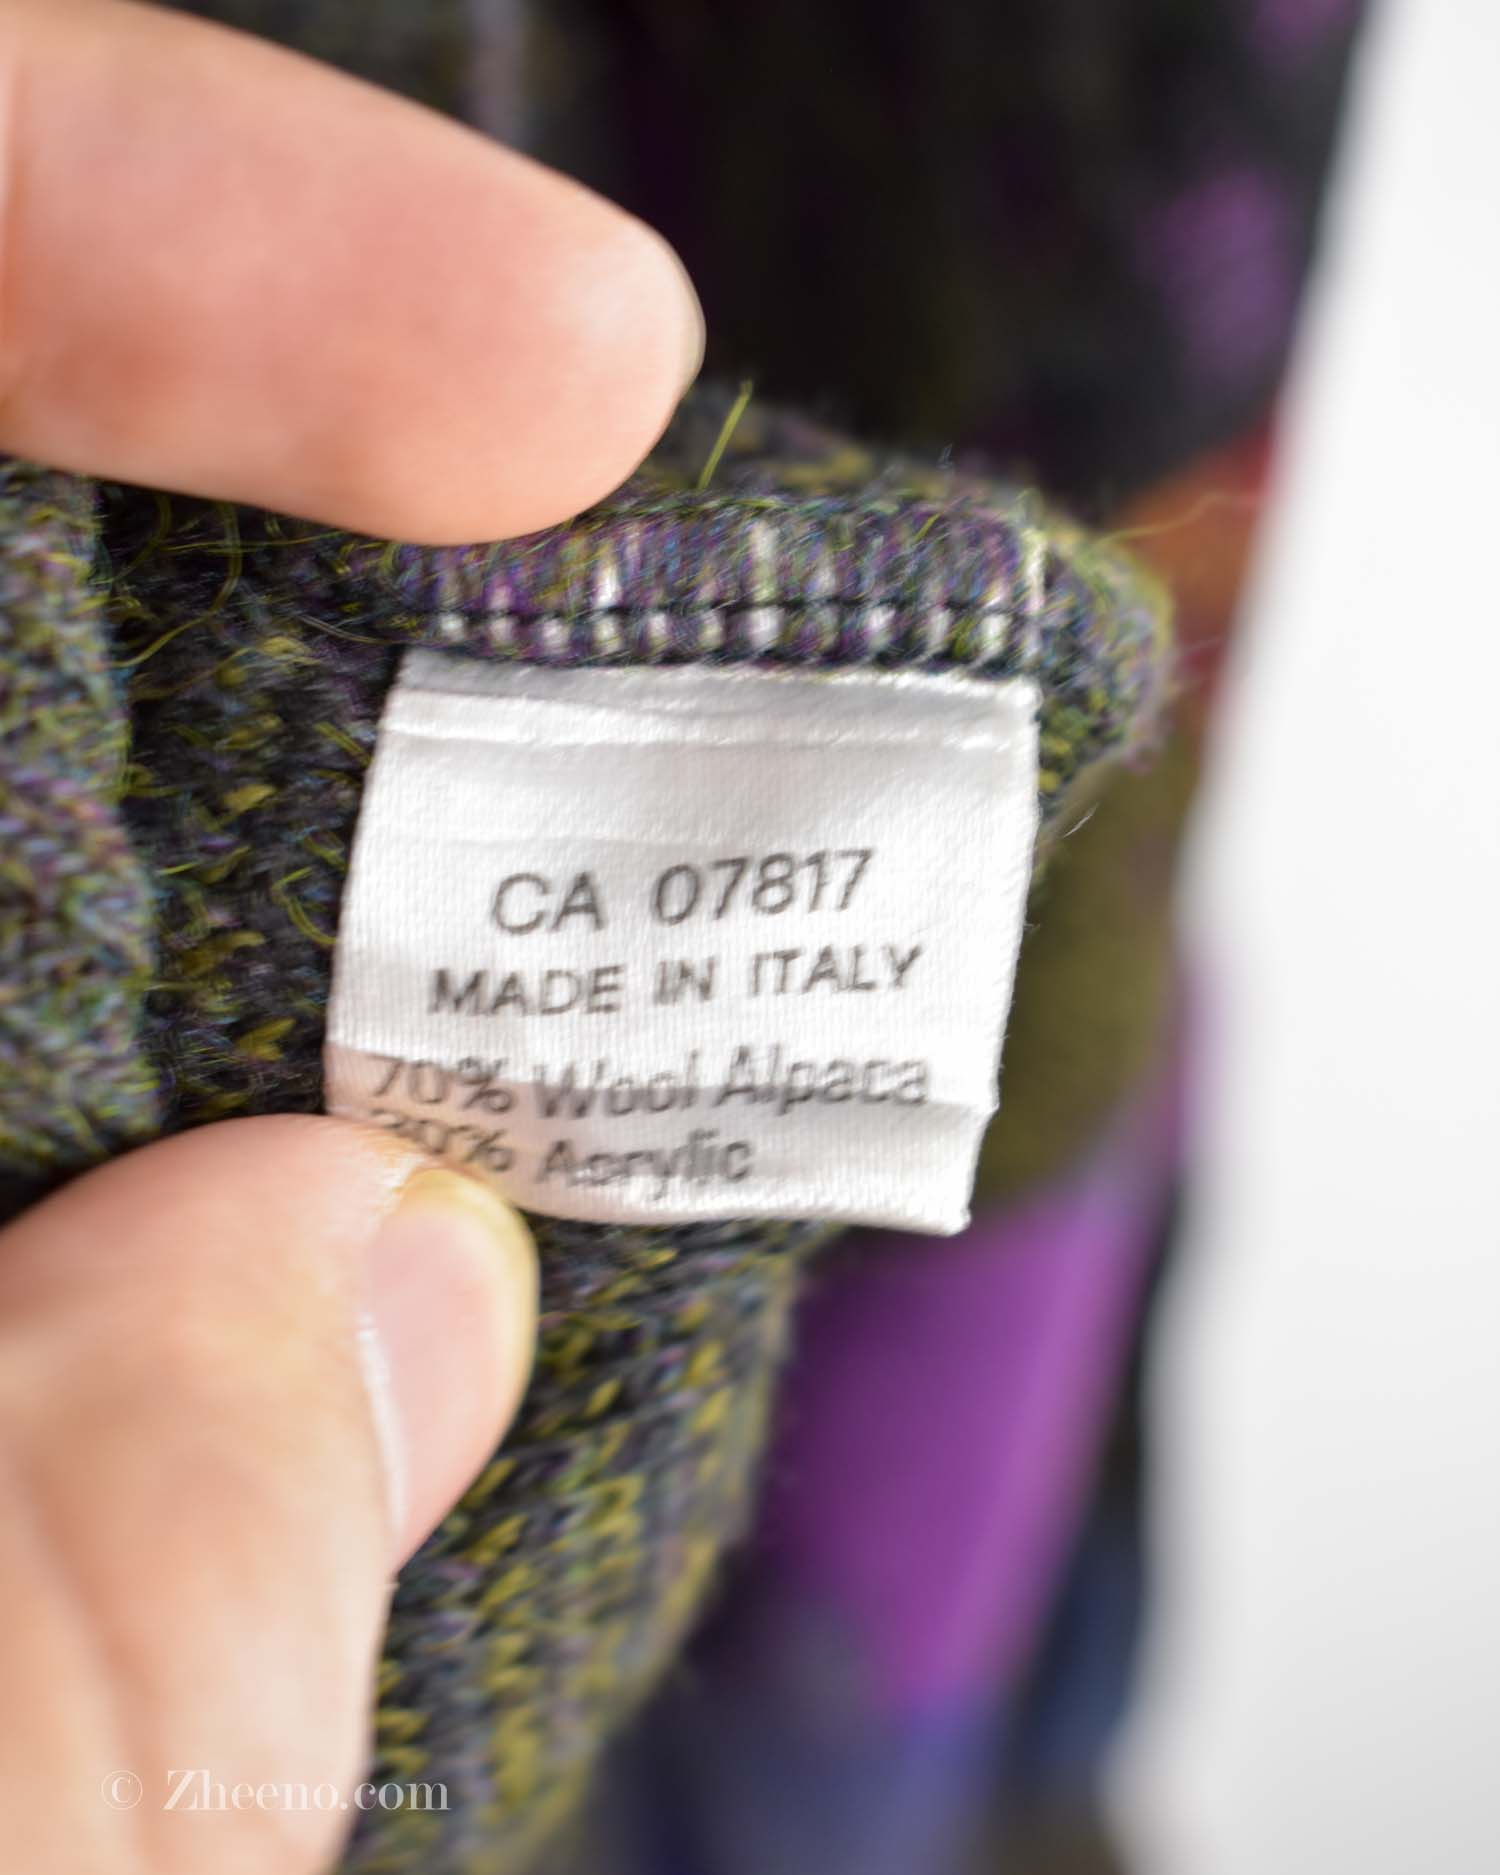 CA 07817
MADE IN ITALY
70% Wool Alpaca
30% Acrylic
© Zheeno.com